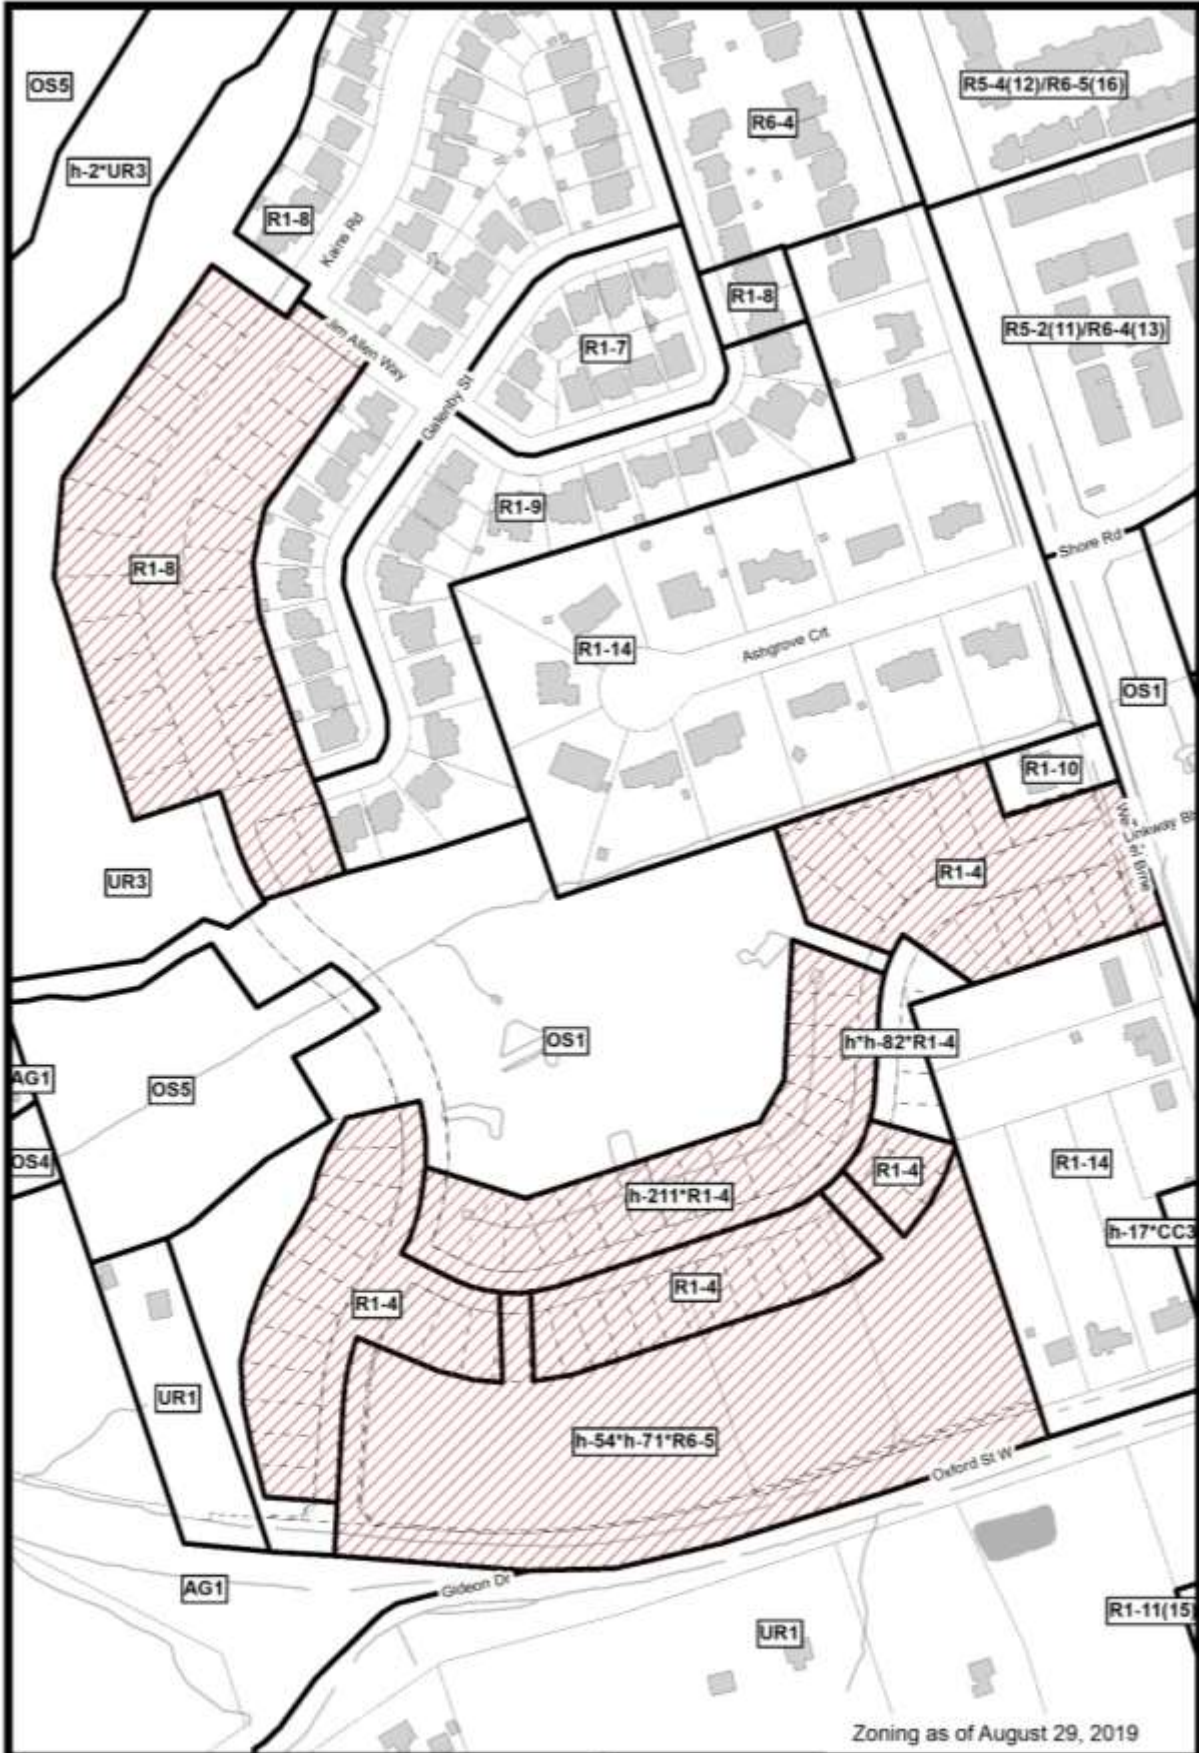 OS5
R5-4(12)/R6-5(16)
R6-4
h-2*UR3
R1-8
Kains Rd
R1-8
R5-2(11)/R6-4(13)
Jim Allen Way
R1-7
Gatenby St
R1-9
Shore Rd
R1-8
R1-14
Ashgrove Crt
OS1
R1-10
Linkway
R1-4
UR3
OS1
h*h-82*R1-4
AG1
OS5
OS4
R1-4
R1-14
h-211*R1-4
h-17*CC3
R1-4
R1-4
UR1
h-54*h-71*R6-5
Oxford St W
AG1
Gideon Dr
R1-11(15)
UR1
Zoning as of August 29, 2019